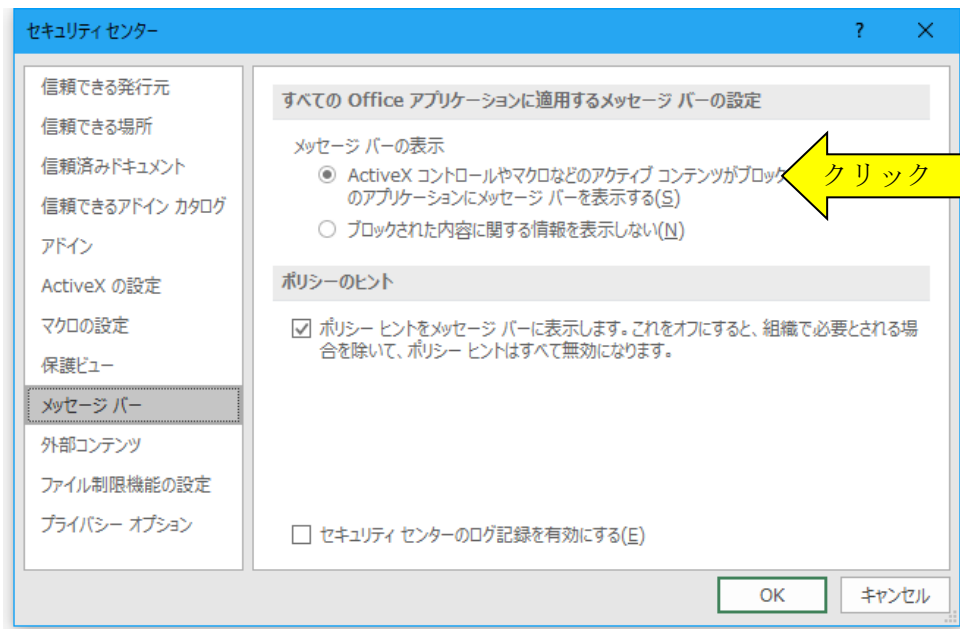 セキュリティ センター
?
信頼できる発行元
信頼できる場所
信頼済みドキュメント
信頼できるアドイン カタログ
アドイン
ActiveX の設定
マクロの設定
保護ビュー
メッセージ バー
外部コンテンツ
ファイル制限機能の設定
プライバシー オプション
すべての Office アプリケーションに適用するメッセージ バーの設定
メッセージ バーの表示
ActiveX コントロールやマクロなどのアクティブ コンテンツがブロック
のアプリケーションにメッセージ バーを表示する(S)
クリック
ブロックされた内容に関する情報を表示しない(N)
ポリシーのヒント
ポリシー ヒントをメッセージ バーに表示します。これをオフにすると、組織で必要とされる場
合を除いて、ポリシー ヒントはすべて無効になります。
セキュリティ センターのログ記録を有効にする(E)
OK
キャンセル